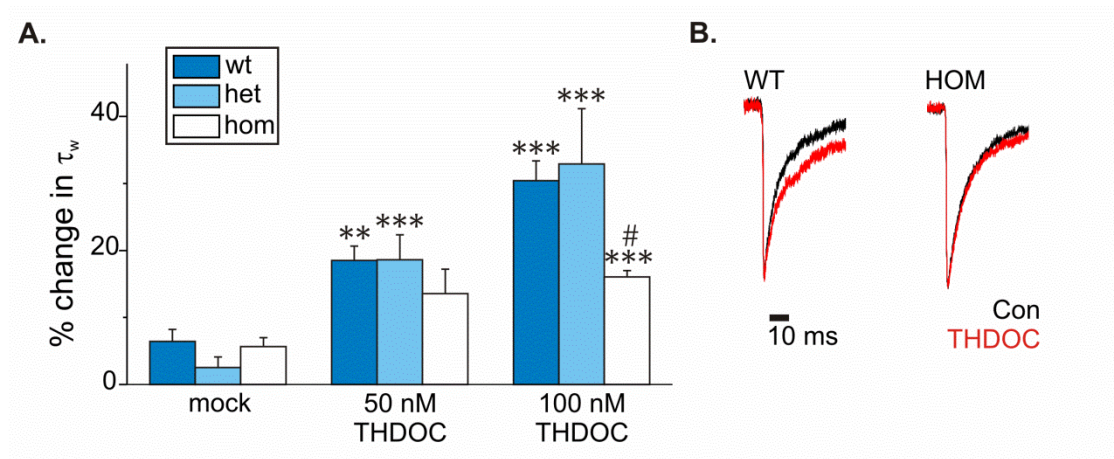 A.
wt
het
hom
% change in τw
40
20
0
**
***
***
***
#
***
mock
50 nM
THDOC
100 nM
THDOC
B.
WT
HOM
10 ms
Con
THDOC